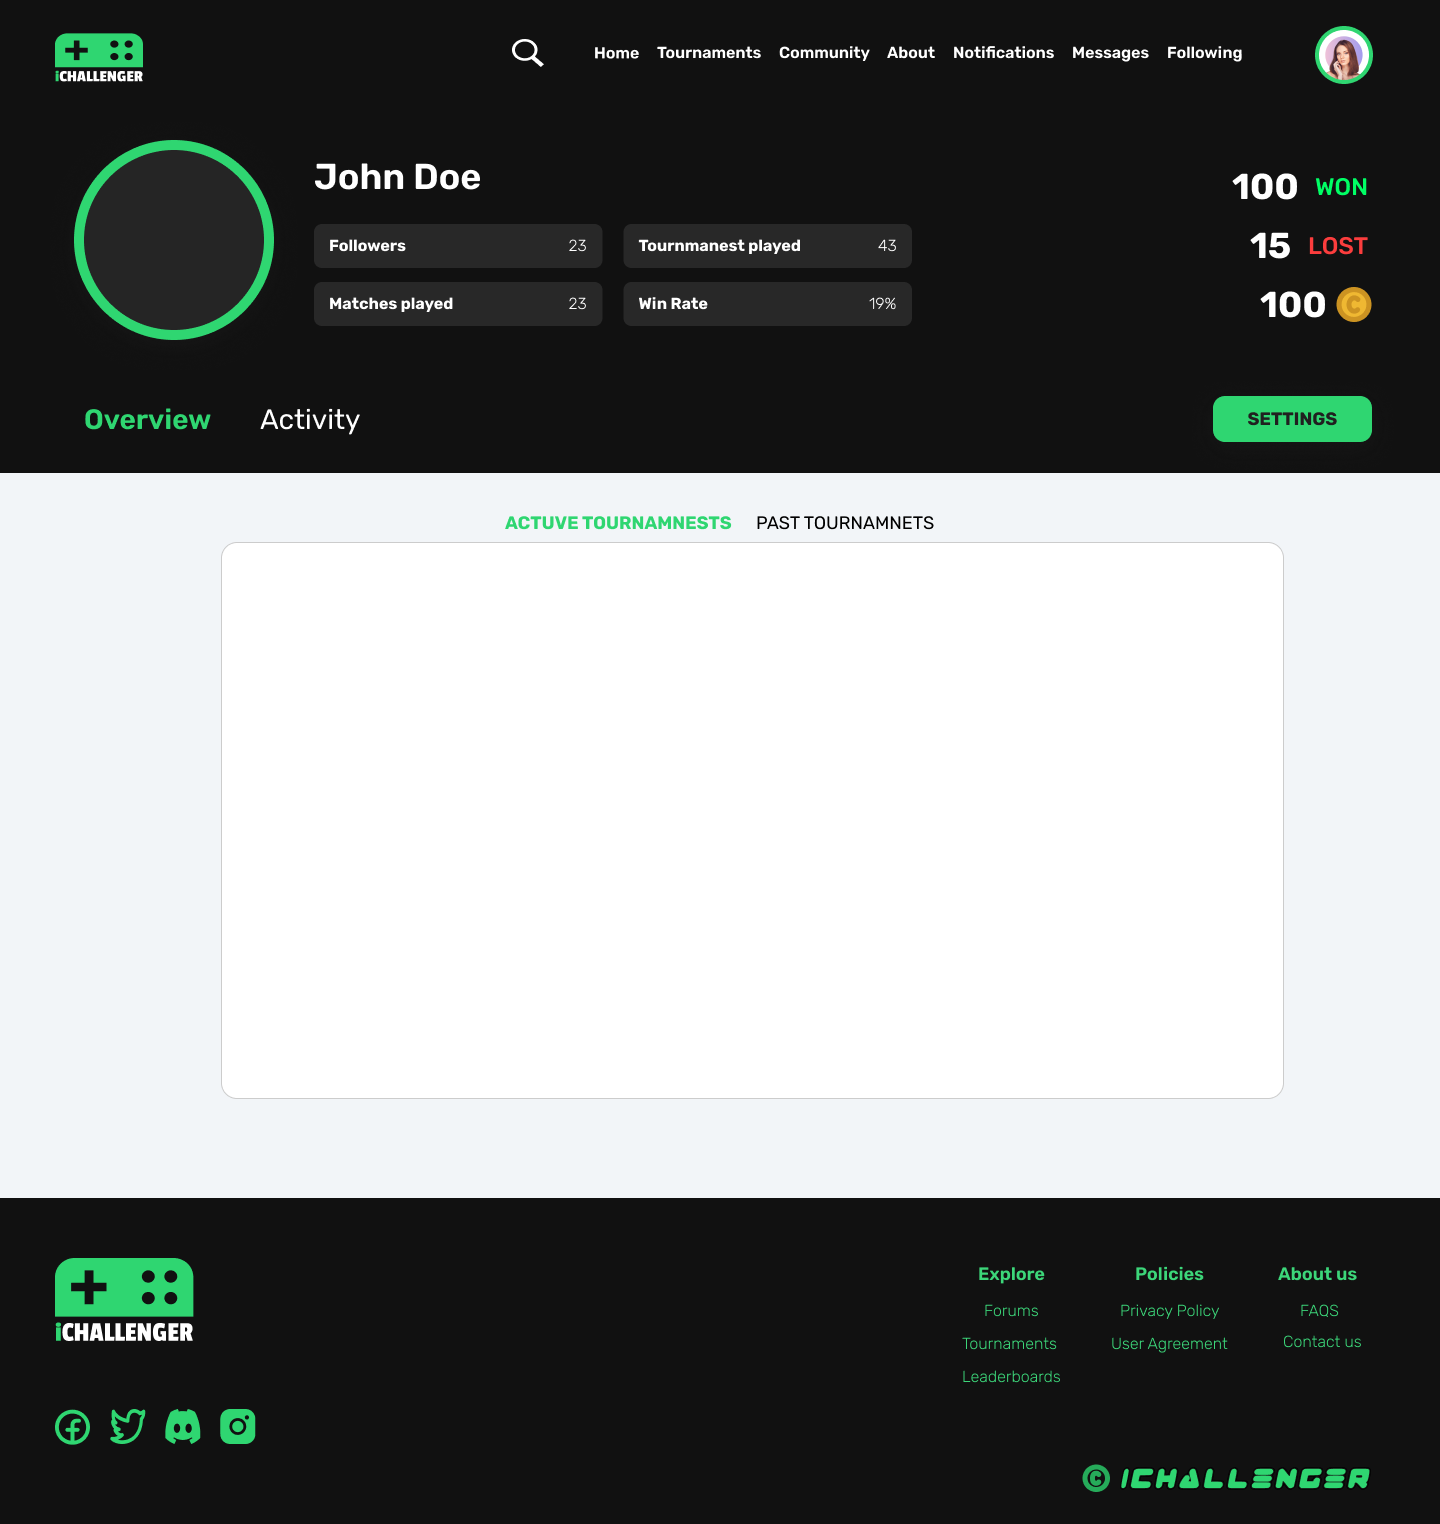 iCHALLENGER
Home Tournaments Community About Notifications Messages Following
John Doe
Followers 23
Tournmanest played 43
Matches played 23
Win Rate 19%
100 WON
15 LOST
100 C
Overview Activity
SETTINGS
ACTUVE TOURNAMNESTS PAST TOURNAMNETS
iCHALLENGER
Explore
Forums
Tournaments
Leaderboards
Policies
Privacy Policy
User Agreement
About us
FAQS
Contact us
© ICHALLENGER